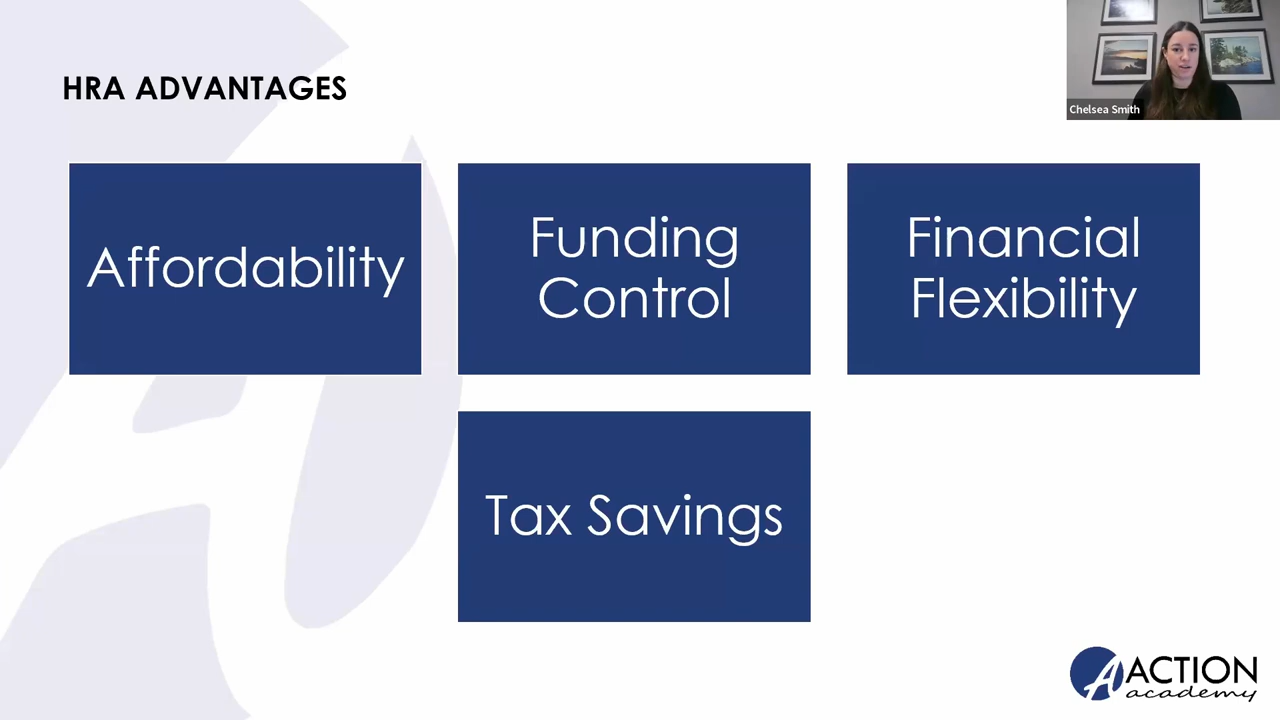 HRA ADVANTAGES
Chelsea Smith
Affordability
Funding
Control
Financial
Flexibility
Tax Savings
A ACTION
academy